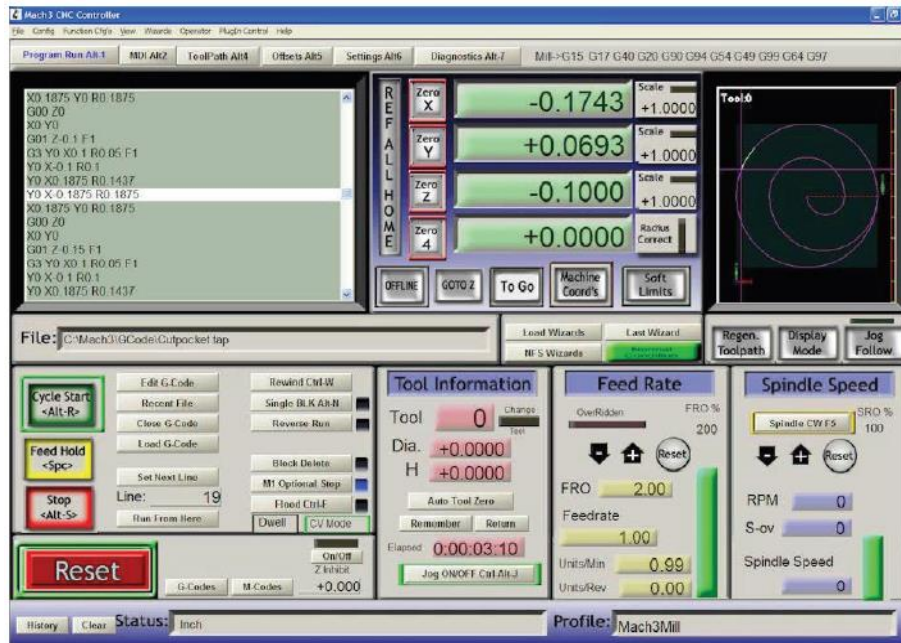 Mach3 CNC Controller
File Config Function Cfg's View Wizards Operator PlugIn Control Help
Program Run Alt-1 MDI Alt2 ToolPath Alt4 Offsets Alt5 Settings Alt6 Diagnostics Alt-7 Mill->G15 G17 G40 G20 G90 G94 G54 G49 G99 G64 G97
X0.1875 Y0 R0.1875
G00 Z0
X0 Y0
G01 Z-0.1 F1
G3 Y0 X0.1 R0.05 F1
Y0 X-0.1 R0.1
Y0 X0.1875 R0.1437
Y0 X-0.1875 R0.1875
X0.1875 Y0 R0.1875
G00 Z0
X0 Y0
G01 Z-0.15 F1
G3 Y0 X0.1 R0.05 F1
Y0 X-0.1 R0.1
Y0 X0.1875 R0.1437
REF ALL HOME
Zero X -0.1743 Scale +1.0000
Zero Y +0.0693 Scale +1.0000
Zero Z -0.1000 Scale +1.0000
Zero 4 +0.0000 Radius Correct
OFFLINE GOTO Z To Go Machine Coord's Soft Limits
Tool:0
File: C:\Mach3\GCode\Cutpocket.tap
Load Wizards Last Wizard
NFS Wizards
Regen. Toolpath Display Mode Jog Follow
Cycle Start <Alt-R>
Feed Hold <Spc>
Stop <Alt-S>
Edit G-Code Rewind Ctrl-W
Recent File Single BLK Alt-N
Close G-Code Reverse Run
Load G-Code
Block Delete
Set Next Line M1 Optional Stop
Line: 19 Flood Ctrl-F
Run From Here Dwell CV Mode
Reset
On/Off
Z Inhibit
G-Codes M-Codes +0.000
Tool Information
Tool 0 Change Tool
Dia. +0.0000
H +0.0000
Auto Tool Zero
Remember Return
Elapsed 0:00:03:10
Jog ON/OFF Ctrl-Alt-J
Feed Rate
OverRidden FRO %
200
Reset
FRO 2.00
Feedrate
1.00
Units/Min 0.99
Units/Rev 0.00
Spindle Speed
Spindle CW F5 SRO %
100
Reset
RPM 0
S-ov 0
Spindle Speed
0
History Clear Status: Inch Profile: Mach3Mill